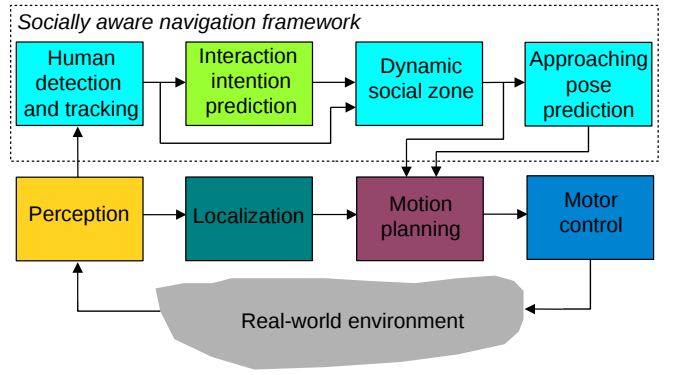 Socially aware navigation framework
Human
detection
and tracking
Interaction
intention
prediction
Dynamic
social zone
Approaching
pose
prediction
Perception
Localization
Motion
planning
Motor
control
Real-world environment